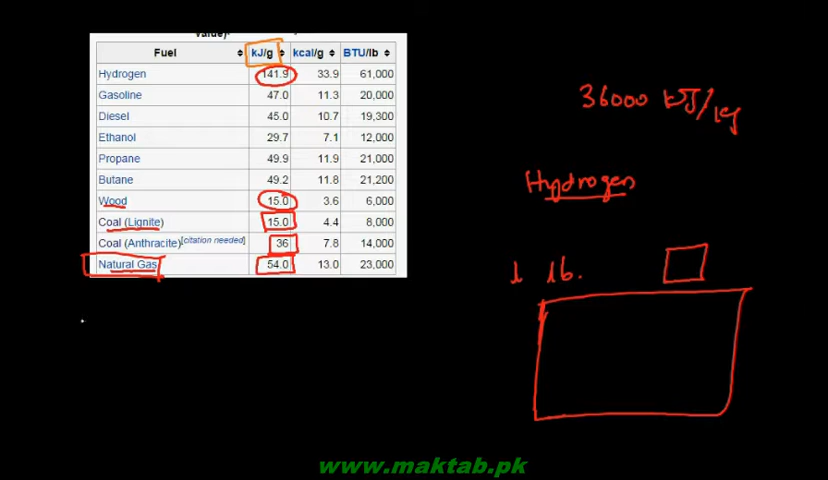 value)
Fuel kJ/g kcal/g BTU/lb
Hydrogen 141.9 33.9 61,000
Gasoline 47.0 11.3 20,000
Diesel 45.0 10.7 19,300
Ethanol 29.7 7.1 12,000
Propane 49.9 11.9 21,000
Butane 49.2 11.8 21,200
Wood 15.0 3.6 6,000
Coal (Lignite) 15.0 4.4 8,000
Coal (Anthracite)[citation needed] 36 7.8 14,000
Natural Gas 54.0 13.0 23,000
36000 kJ/kg
Hydrogen
1 lb.
www.maktab.pk